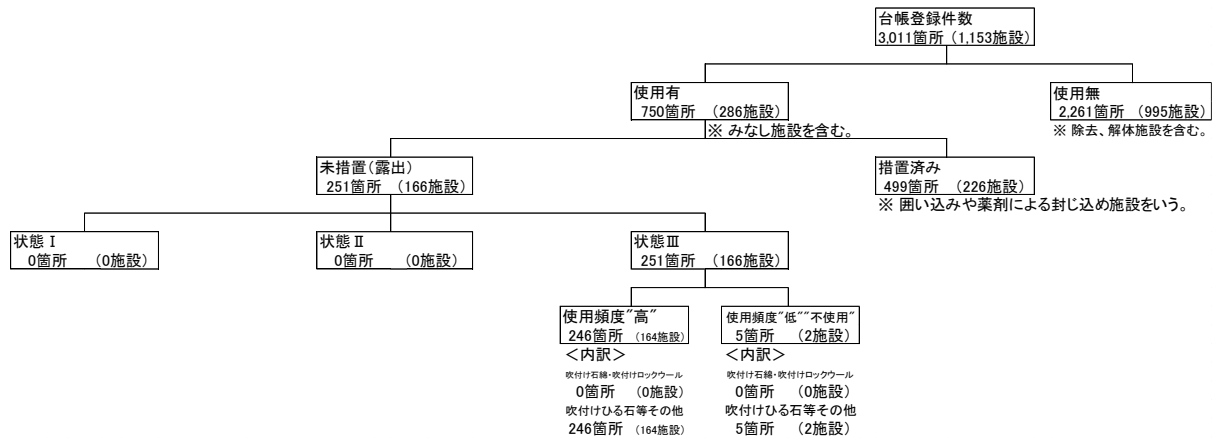 台帳登録件数
3,011箇所 (1,153施設)
使用有
750箇所 (286施設)
※ みなし施設を含む。
使用無
2,261箇所 (995施設)
※ 除去、解体施設を含む。
未措置(露出)
251箇所 (166施設)
措置済み
499箇所 (226施設)
※ 囲い込みや薬剤による封じ込め施設をいう。
状態Ⅰ
0箇所 (0施設)
状態Ⅱ
0箇所 (0施設)
状態Ⅲ
251箇所 (166施設)
使用頻度"高"
246箇所 (164施設)
<内訳>
吹付け石綿・吹付けロックウール
0箇所 (0施設)
吹付けひる石等その他
246箇所 (164施設)
使用頻度"低""不使用"
5箇所 (2施設)
<内訳>
吹付け石綿・吹付けロックウール
0箇所 (0施設)
吹付けひる石等その他
5箇所 (2施設)